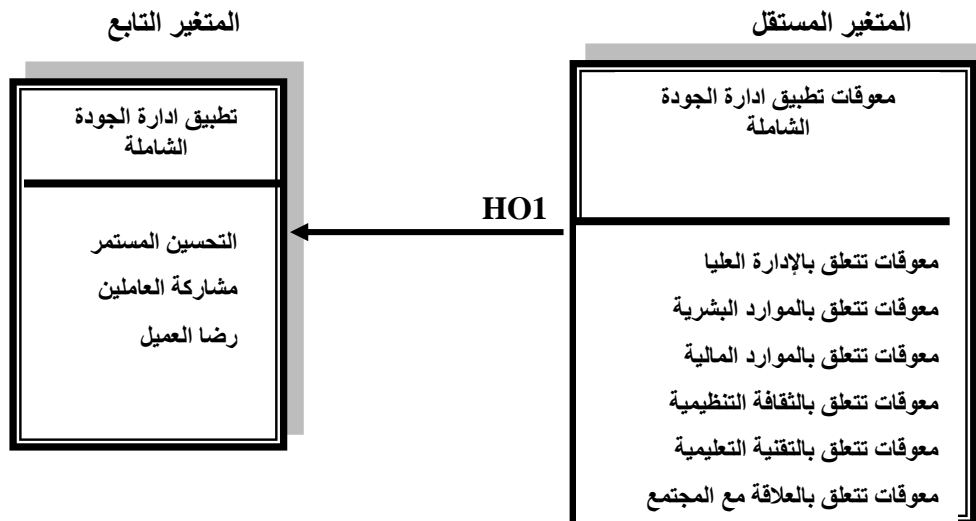 المتغير المستقل
معوقات تطبيق ادارة الجودة
الشاملة
معوقات تتعلق بالإدارة العليا
معوقات تتعلق بالموارد البشرية
معوقات تتعلق بالموارد المالية
معوقات تتعلق بالثقافة التنظيمية
معوقات تتعلق بالتقنية التعليمية
معوقات تتعلق بالعلاقة مع المجتمع
HO1
المتغير التابع
تطبيق ادارة الجودة
الشاملة
التحسين المستمر
مشاركة العاملين
رضا العميل